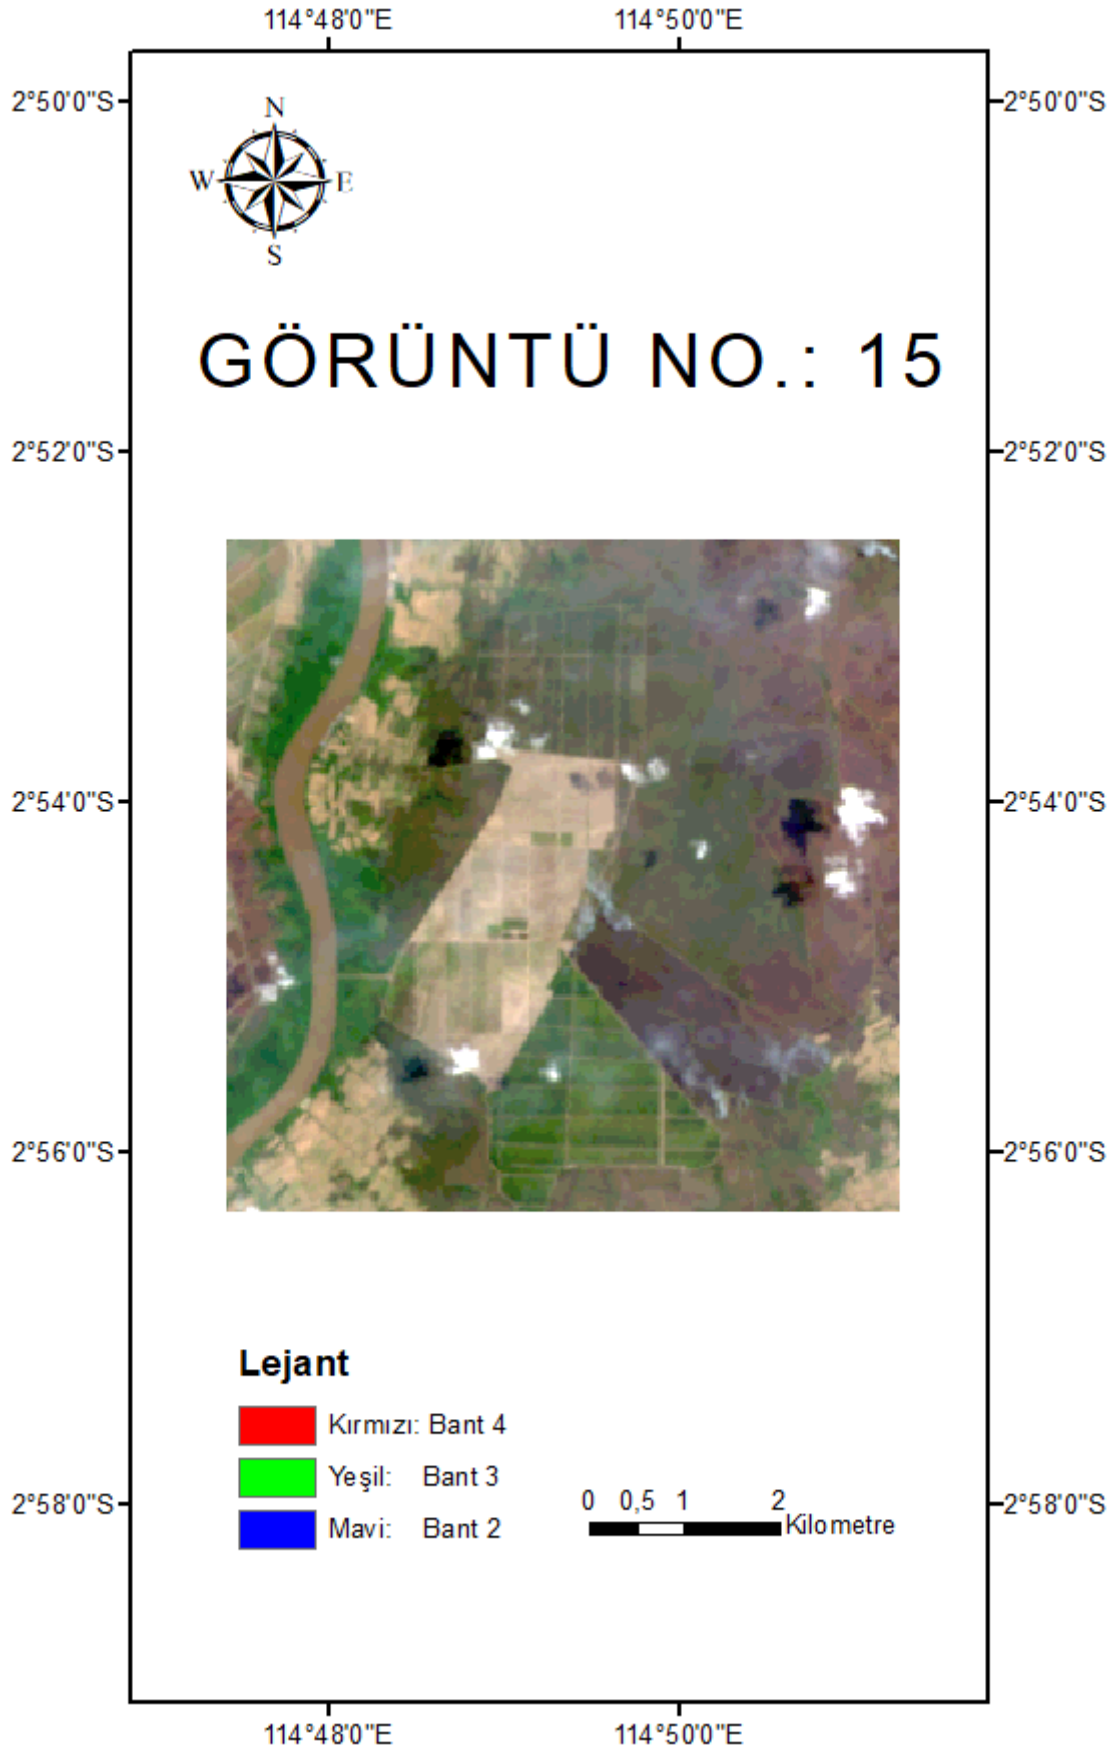 114°48'0"E 114°50'0"E
2°50'0"S 2°50'0"S
N
W E
S
GÖRÜNTÜ NO.: 15
2°52'0"S 2°52'0"S
2°54'0"S 2°54'0"S
2°56'0"S 2°56'0"S
Lejant
Kırmızı: Bant 4
Yeşil: Bant 3
Mavi: Bant 2
0 0,5 1 2
Kilometre
2°58'0"S 2°58'0"S
114°48'0"E 114°50'0"E